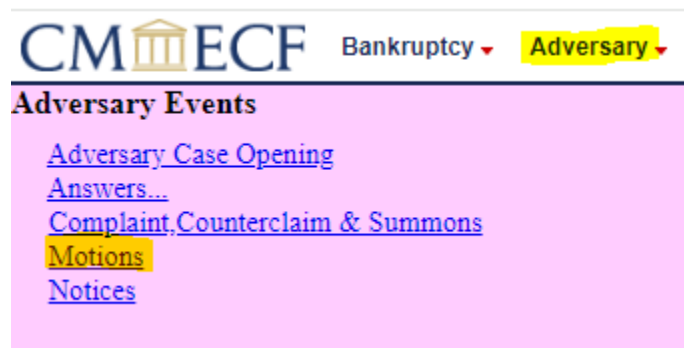 CM ECF Bankruptcy Adversary
Adversary Events
Adversary Case Opening
Answers...
Complaint,Counterclaim & Summons
Motions
Notices